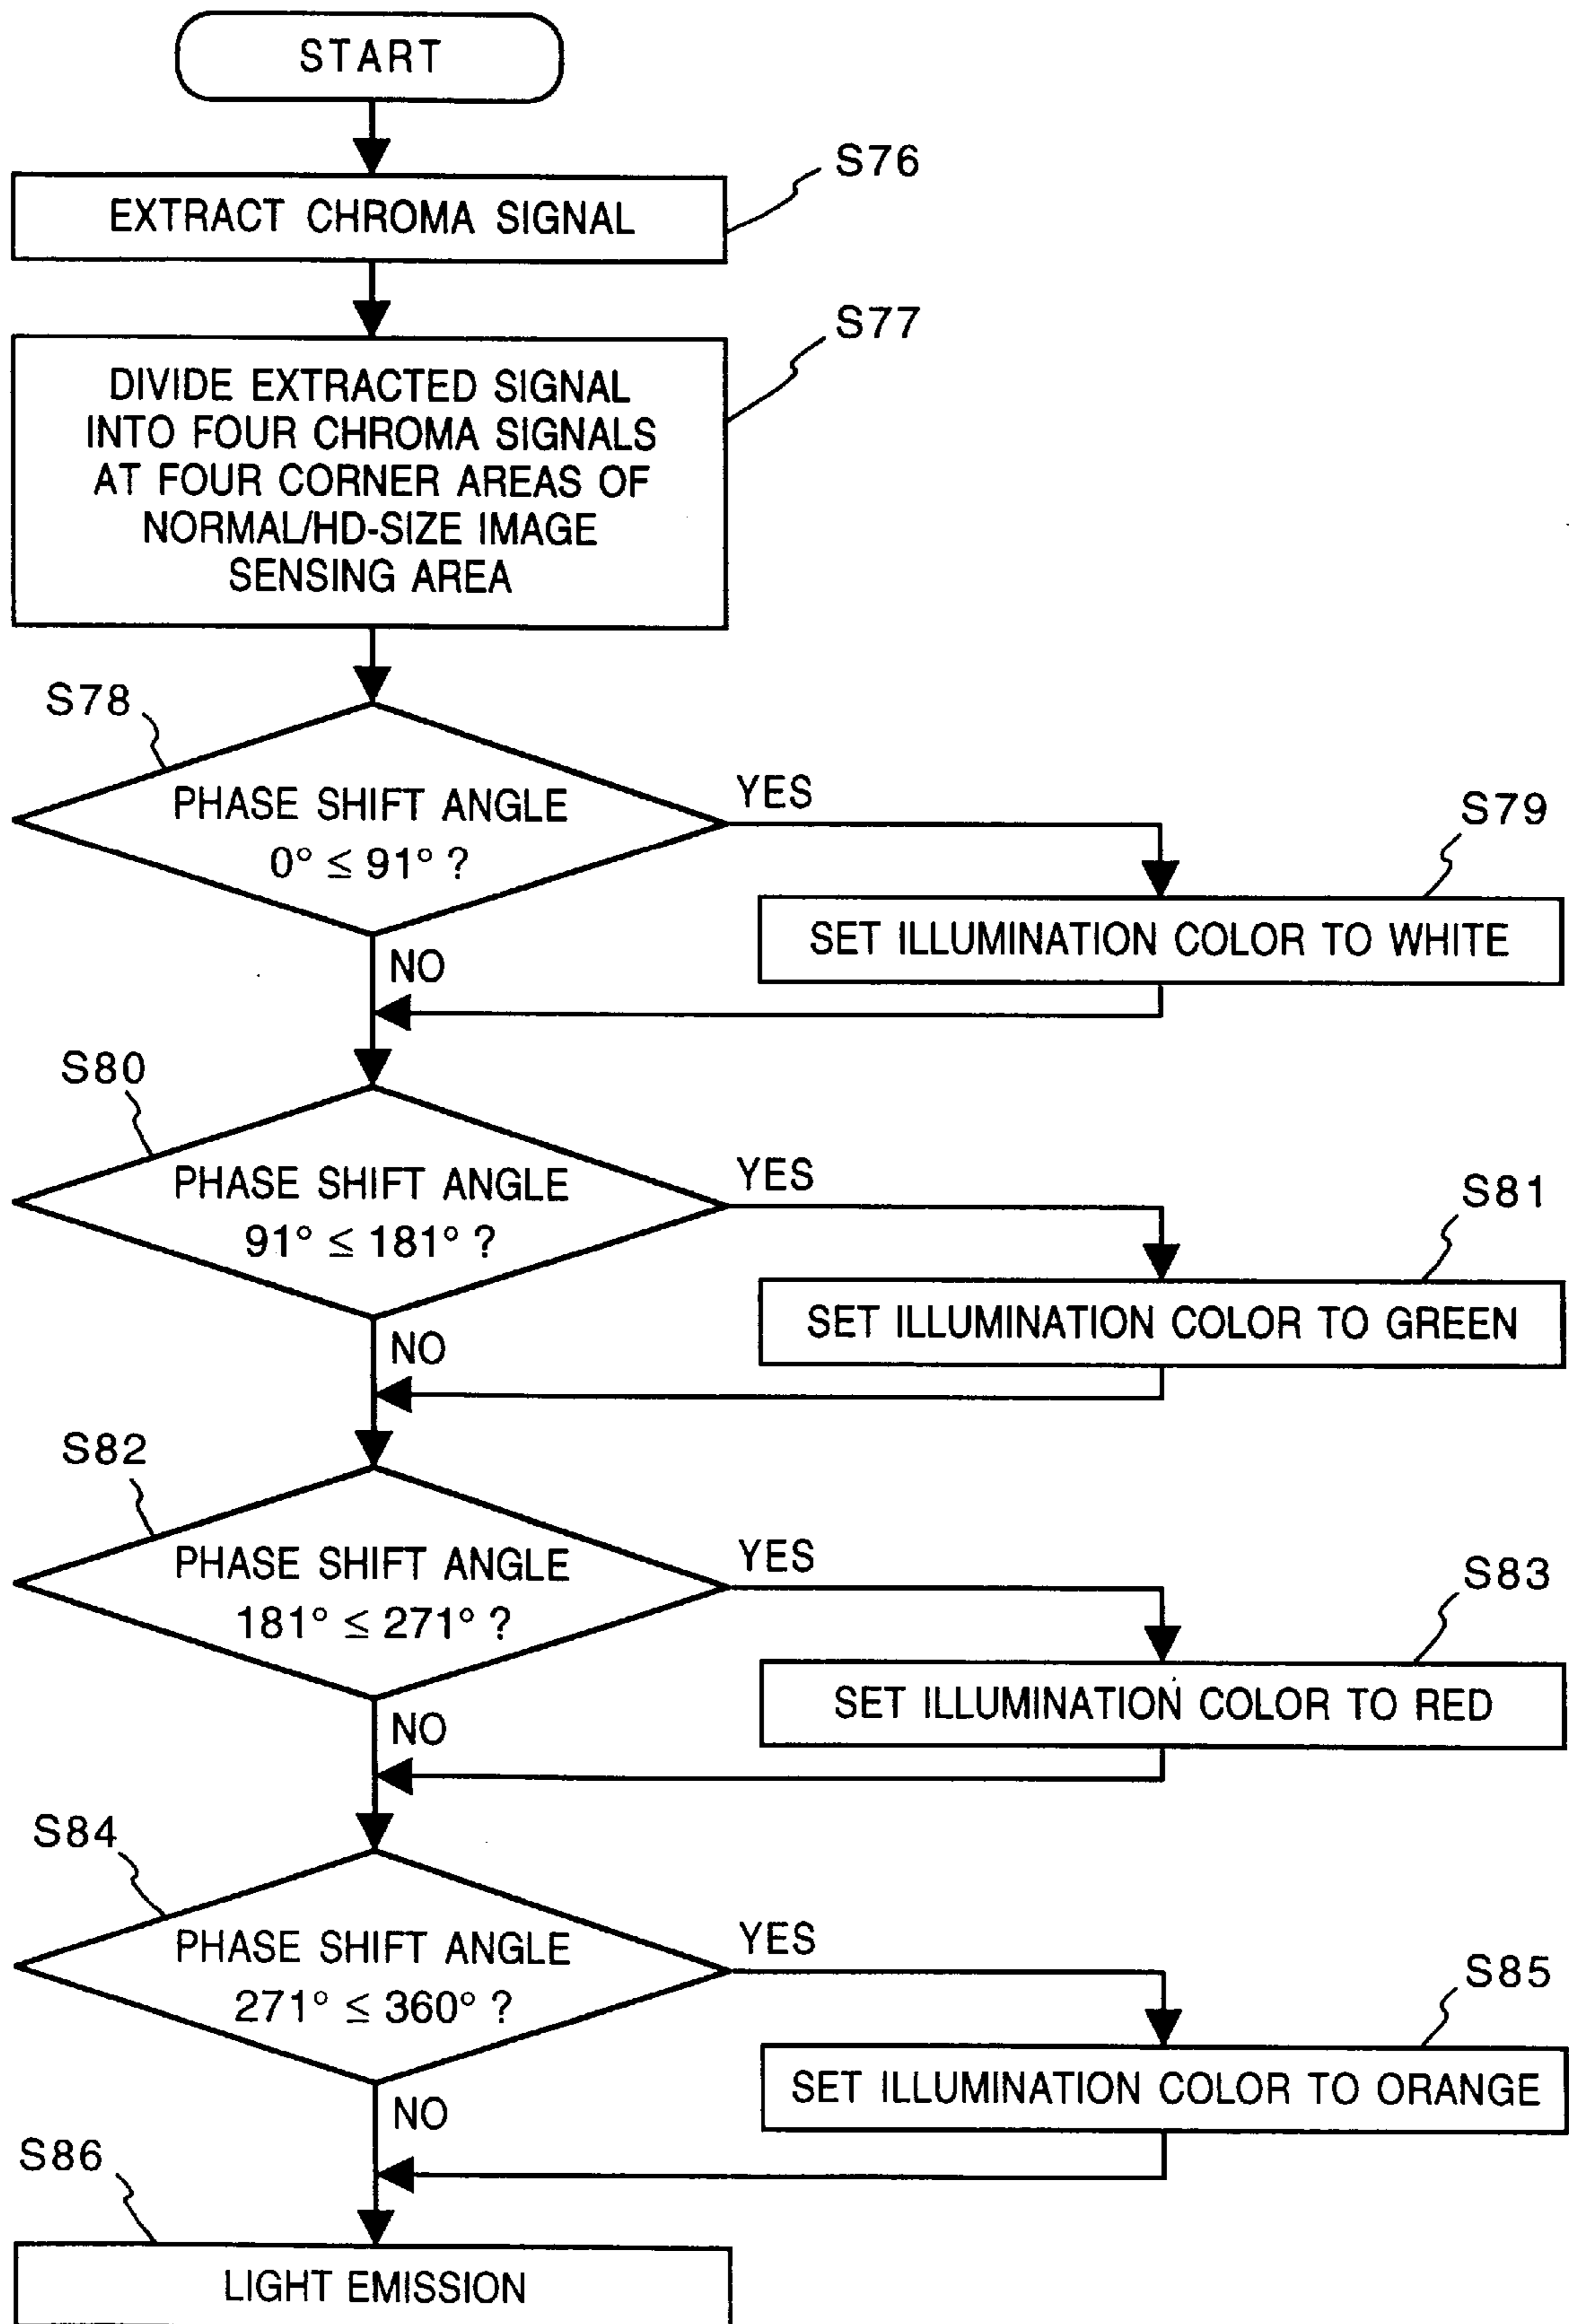 START
S76
EXTRACT CHROMA SIGNAL
S77
DIVIDE EXTRACTED SIGNAL
INTO FOUR CHROMA SIGNALS
AT FOUR CORNER AREAS OF
NORMAL/HD-SIZE IMAGE
SENSING AREA
S78
PHASE SHIFT ANGLE
0° ≤ 91° ?
YES
S79
SET ILLUMINATION COLOR TO WHITE
NO
S80
PHASE SHIFT ANGLE
91° ≤ 181° ?
YES
S81
SET ILLUMINATION COLOR TO GREEN
NO
S82
PHASE SHIFT ANGLE
181° ≤ 271° ?
YES
S83
SET ILLUMINATION COLOR TO RED
NO
S84
PHASE SHIFT ANGLE
271° ≤ 360° ?
YES
S85
SET ILLUMINATION COLOR TO ORANGE
NO
S86
LIGHT EMISSION